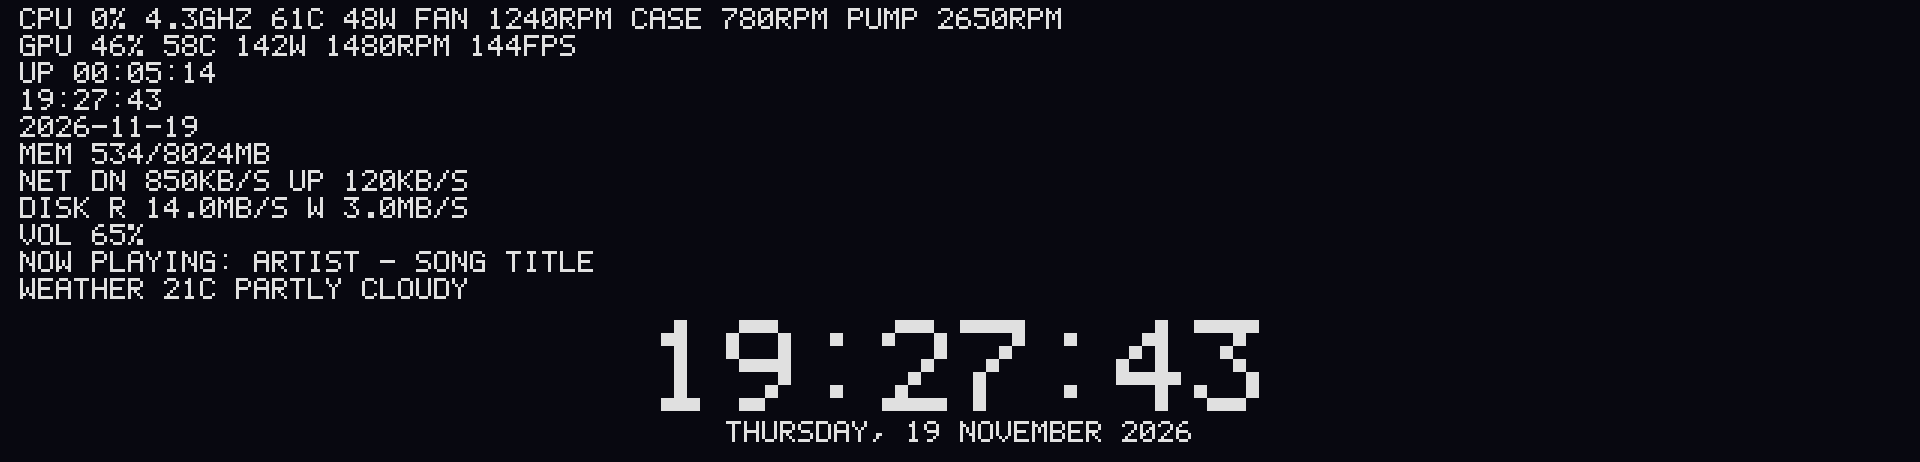 CPU 0% 4.3GHZ 61C 48W FAN 1240RPM CASE 780RPM PUMP 2650RPM
GPU 46% 58C 142W 1480RPM 144FPS
UP 00:05:14
19:27:43
2026-11-19
MEM 534/8024MB
NET DN 850KB/S UP 120KB/S
DISK R 14.0MB/S W 3.0MB/S
VOL 65%
NOW PLAYING: ARTIST - SONG TITLE
WEATHER 21C PARTLY CLOUDY
19:27:43
THURSDAY, 19 NOVEMBER 2026